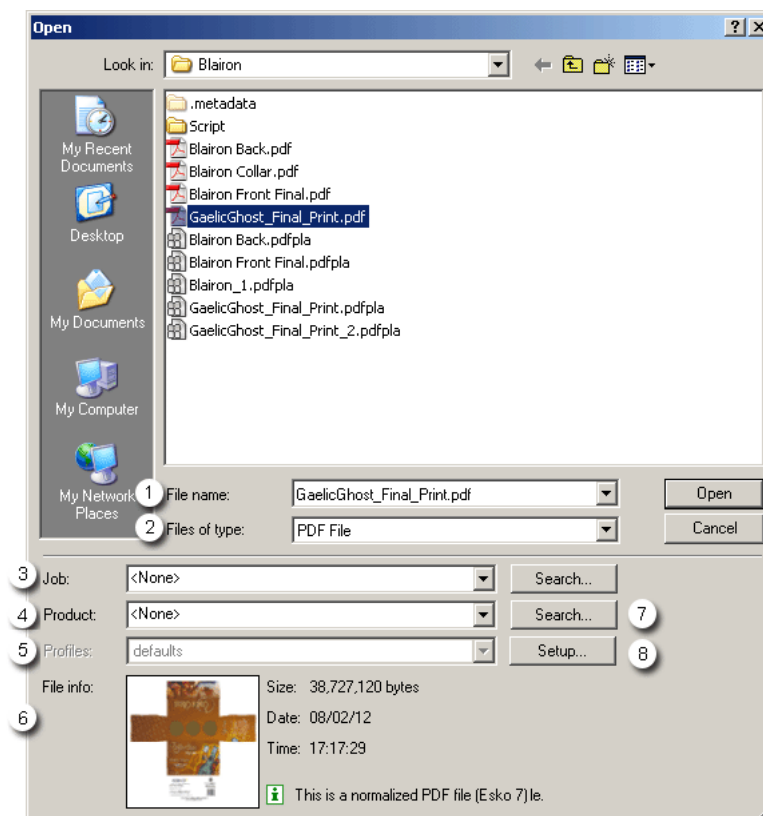 Open
Look in: Blairon
.metadata
Script
Blairon Back.pdf
Blairon Collar.pdf
Blairon Front Final.pdf
GaelicGhost_Final_Print.pdf
Blairon Back.pdfpla
Blairon Front Final.pdfpla
Blairon_1.pdfpla
GaelicGhost_Final_Print.pdfpla
GaelicGhost_Final_Print_2.pdfpla
My Recent
Documents
Desktop
My Documents
My Computer
My Network
Places
1 File name: GaelicGhost_Final_Print.pdf Open
2 Files of type: PDF File Cancel
3 Job: <None> Search...
4 Product: <None> Search... 7
5 Profiles: defaults Setup... 8
File info: Size: 38,727,120 bytes
6 Date: 08/02/12
Time: 17:17:29
This is a normalized PDF file (Esko 7)le.